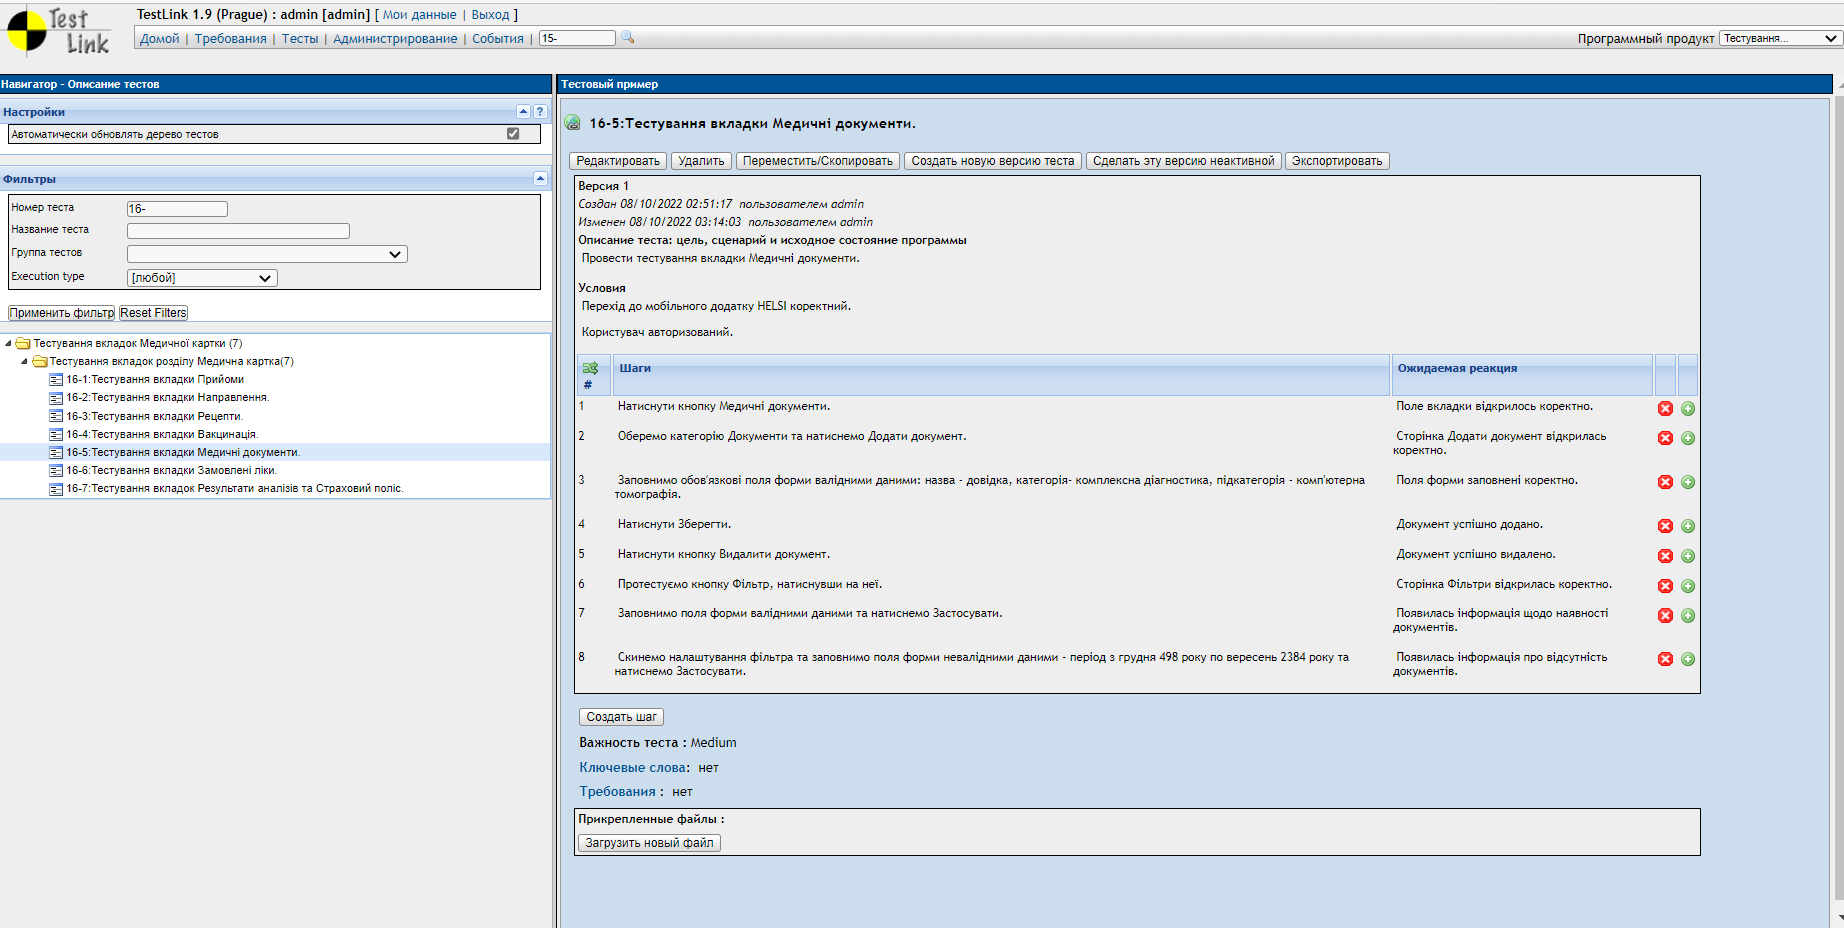 Test Link
TestLink 1.9 (Prague) : admin [admin] [ Мои данные | Выход ]
Домой | Требования | Тесты | Администрирование | События | 15-
Программный продукт Тестування...
Навигатор - Описание тестов
Настройки
?
Автоматически обновлять дерево тестов
Фильтры
Номер теста 16-
Название теста
Группа тестов
Execution type [любой]
Применить фильтр Reset Filters
Тестування вкладок Медичної картки (7)
Тестування вкладок розділу Медична картка(7)
16-1:Тестування вкладки Прийоми
16-2:Тестування вкладки Направлення.
16-3:Тестування вкладки Рецепти.
16-4:Тестування вкладки Вакцинація.
16-5:Тестування вкладки Медичні документи.
16-6:Тестування вкладки Замовлені ліки.
16-7:Тестування вкладок Результати аналізів та Страховий поліс.
Тестовый пример
16-5:Тестування вкладки Медичні документи.
Редактировать Удалить Переместить/Скопировать Создать новую версию теста Сделать эту версию неактивной Экспортировать
Версия 1
Создан 08/10/2022 02:51:17 пользователем admin
Изменен 08/10/2022 03:14:03 пользователем admin
Описание теста: цель, сценарий и исходное состояние программы
Провести тестування вкладки Медичні документи.
Условия
Перехід до мобільного додатку HELSI коректний.
Користувач авторизований.
# Шаги Ожидаемая реакция
1 Натиснути кнопку Медичні документи. Поле вкладки відкрилось коректно.
2 Оберемо категорію Документи та натиснемо Додати документ. Сторінка Додати документ відкрилась
коректно.
3 Заповнимо обов'язкові поля форми валідними даними: назва - довідка, категорія- комплексна діагностика, підкатегорія - комп'ютерна Поля форми заповнені коректно.
томографія.
4 Натиснути Зберегти. Документ успішно додано.
5 Натиснути кнопку Видалити документ. Документ успішно видалено.
6 Протестуємо кнопку Фільтр, натиснувши на неї. Сторінка Фільтри відкрилась коректно.
7 Заповнимо поля форми валідними даними та натиснемо Застосувати. Появилась інформація щодо наявності
документів.
8 Скинемо налаштування фільтра та заповнимо поля форми невалідними даними - період з грудня 498 року по вересень 2384 року та Появилась інформація про відсутність
натиснемо Застосувати. документів.
Создать шаг
Важность теста : Medium
Ключевые слова: нет
Требования : нет
Прикрепленные файлы :
Загрузить новый файл